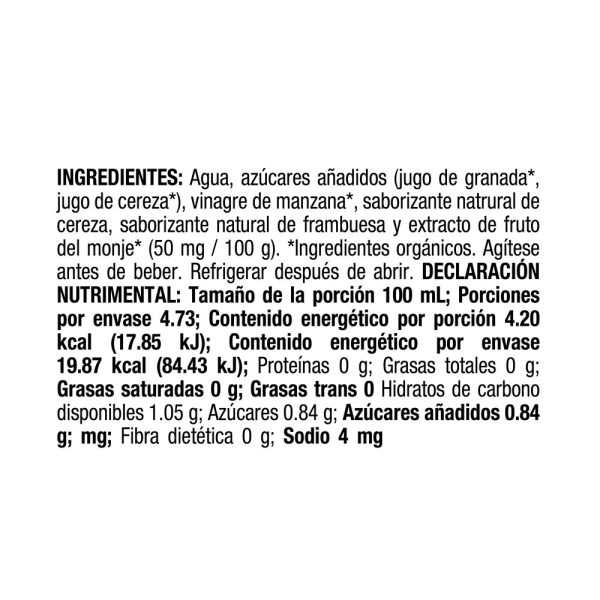 INGREDIENTES: Agua, azúcares añadidos (jugo de granada*,
jugo de cereza*), vinagre de manzana*, saborizante natrural de
cereza, saborizante natural de frambuesa y extracto de fruto
del monje* (50 mg / 100 g). *Ingredientes orgánicos. Agítese
antes de beber. Refrigerar después de abrir. DECLARACIÓN
NUTRIMENTAL: Tamaño de la porción 100 mL; Porciones
por envase 4.73; Contenido energético por porción 4.20
kcal (17.85 kJ); Contenido energético por envase
19.87 kcal (84.43 kJ); Proteínas 0 g; Grasas totales 0 g;
Grasas saturadas 0 g; Grasas trans 0 Hidratos de carbono
disponibles 1.05 g; Azúcares 0.84 g; Azúcares añadidos 0.84
g; mg; Fibra dietética 0 g; Sodio 4 mg